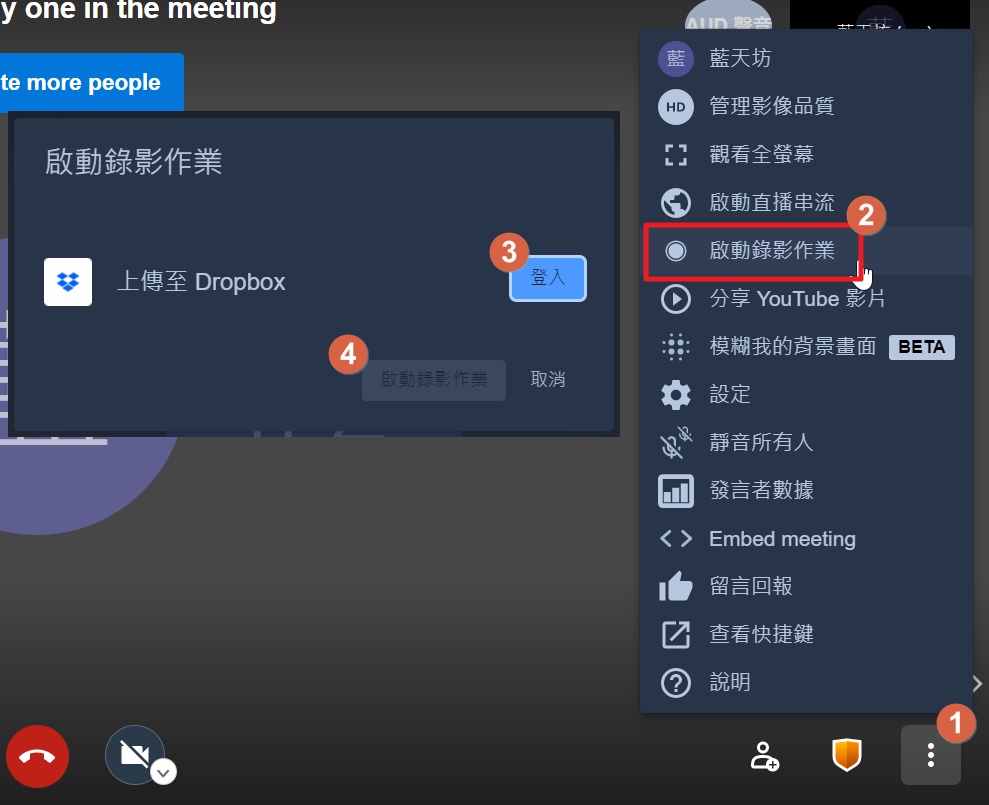 y one in the meeting
te more people
AUD 聲音
藍
藍天坊
HD
管理影像品質
觀看全螢幕
啟動直播串流
2
啟動錄影作業
分享 YouTube 影片
模糊我的背景畫面 BETA
設定
靜音所有人
發言者數據
Embed meeting
留言回報
查看快捷鍵
說明
啟動錄影作業
上傳至 Dropbox
3
登入
4
啟動錄影作業
取消
1